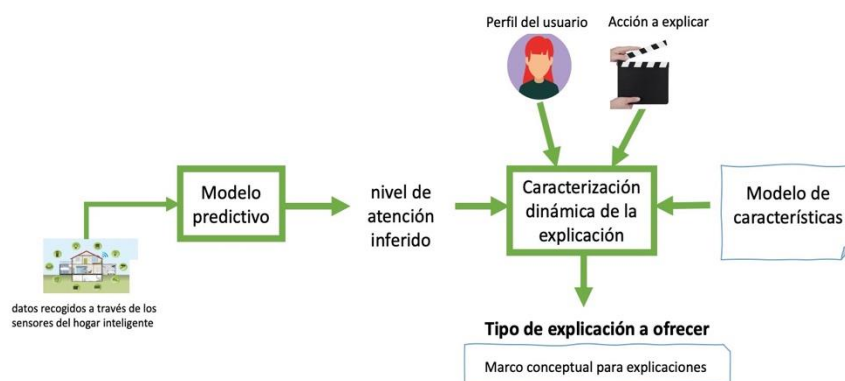 Perfil del usuario
Acción a explicar
Modelo
predictivo
nivel de
atención
inferido
Caracterización
dinámica de la
explicación
Modelo de
características
datos recogidos a través de los
sensores del hogar inteligente
Tipo de explicación a ofrecer
Marco conceptual para explicaciones